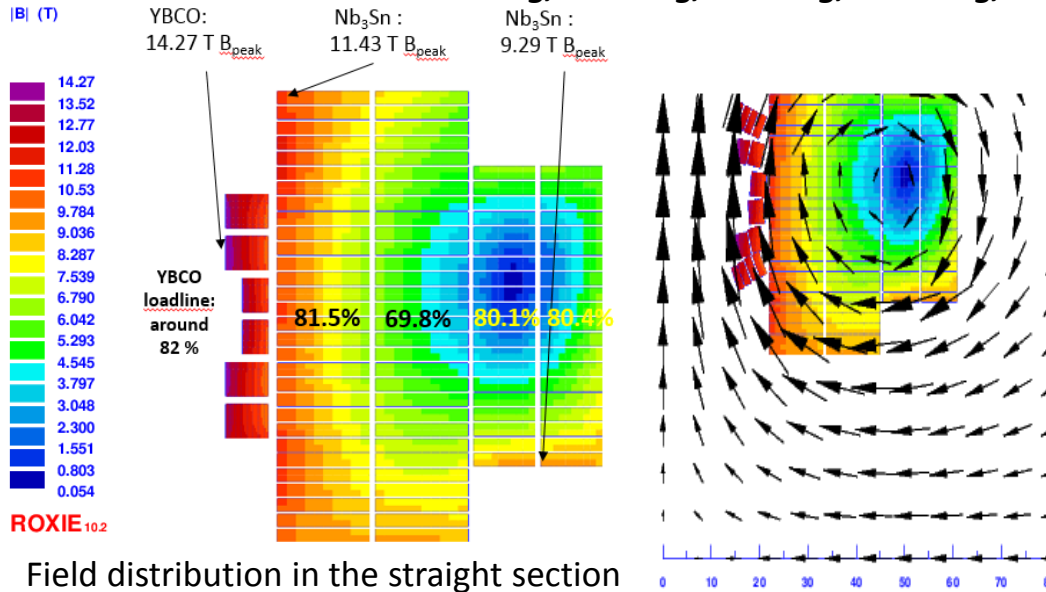 |B| (T)
YBCO:
14.27 T Bpeak
Nb3Sn :
11.43 T Bpeak
Nb3Sn :
9.29 T Bpeak
14.27
13.52
12.77
12.03
11.28
10.53
9.784
9.036
8.287
7.539
6.790
6.042
5.293
4.545
3.797
3.048
2.300
1.551
0.803
0.054
YBCO
loadline:
around
82 %
81.5% 69.8% 80.1% 80.4%
ROXIE 10.2
Field distribution in the straight section
0 10 20 30 40 50 60 70